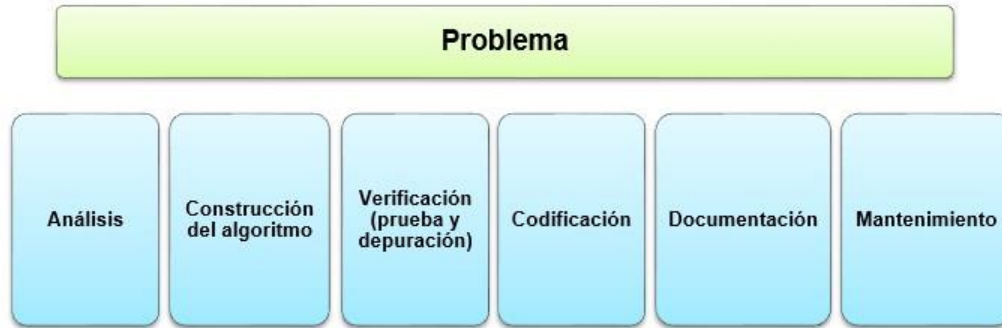 Problema
Análisis
Construcción
del algoritmo
Verificación
(prueba y
depuración)
Codificación
Documentación
Mantenimiento